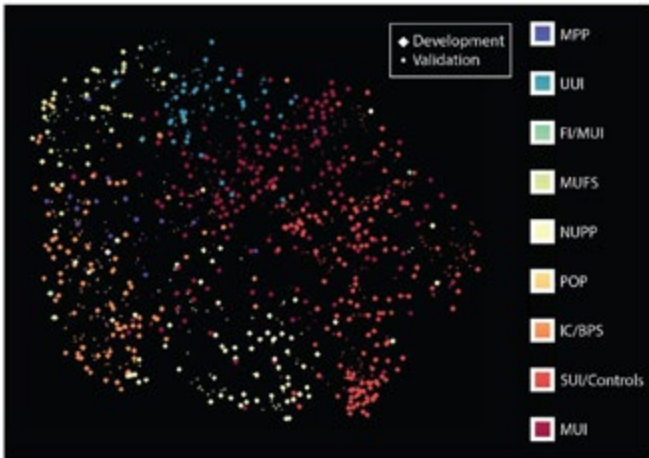 Development
Validation
MPP
UUI
FI/MUI
MUFS
NUPP
POP
IC/BPS
SUI/Controls
MUI